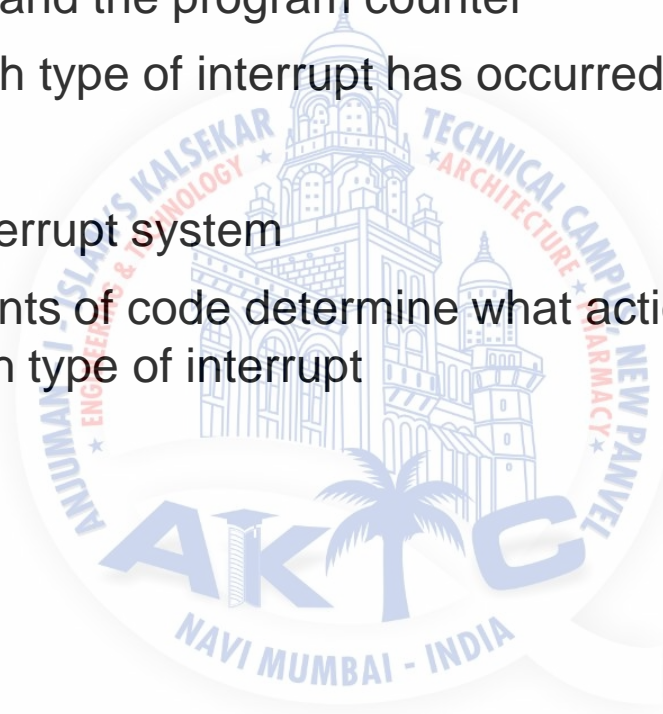 and the program counter
h type of interrupt has occurred
errupt system
nts of code determine what acti
n type of interrupt
ANJUMAN-I-ISLAM'S KALSEKAR TECHNICAL CAMPUS, NEW PANVEL
★ ENGINEERING & TECHNOLOGY ★ ★ ARCHITECTURE ★ PHARMACY ★
AKTC
NAVI MUMBAI - INDIA